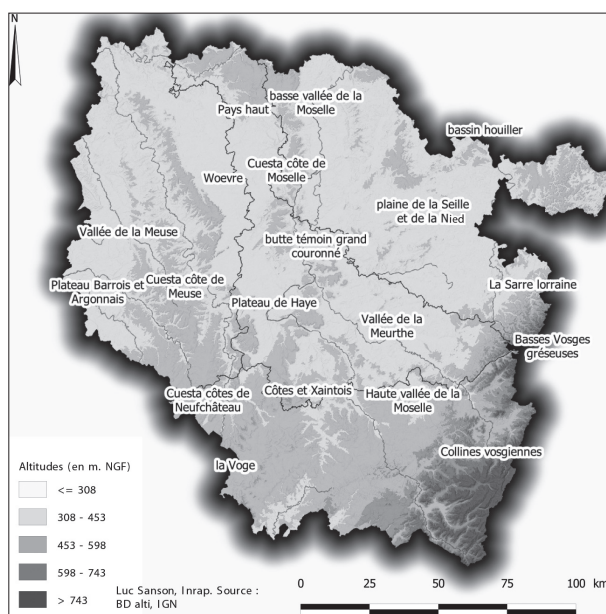 N
basse vallée de la
Moselle
Pays haut
bassin houiller
Cuesta côte de
Moselle
Woevre
plaine de la Seille
et de la Nied
Vallée de la Meuse
butte témoin grand
couronné
Plateau Barrois et
Argonnais
Cuesta côte de
Meuse
La Sarre lorraine
Plateau de Haye
Vallée de la
Meurthe
Basses Vosges
gréseuses
Cuesta côtes de
Neufchâteau
Côtes et Xaintois
Haute vallée de la
Moselle
Collines vosgiennes
la Voge
Altitudes (en m. NGF)
<= 308
308 - 453
453 - 598
598 - 743
> 743
Luc Sanson, Inrap. Source :
BD alti, IGN
0 25 50 75 100 km